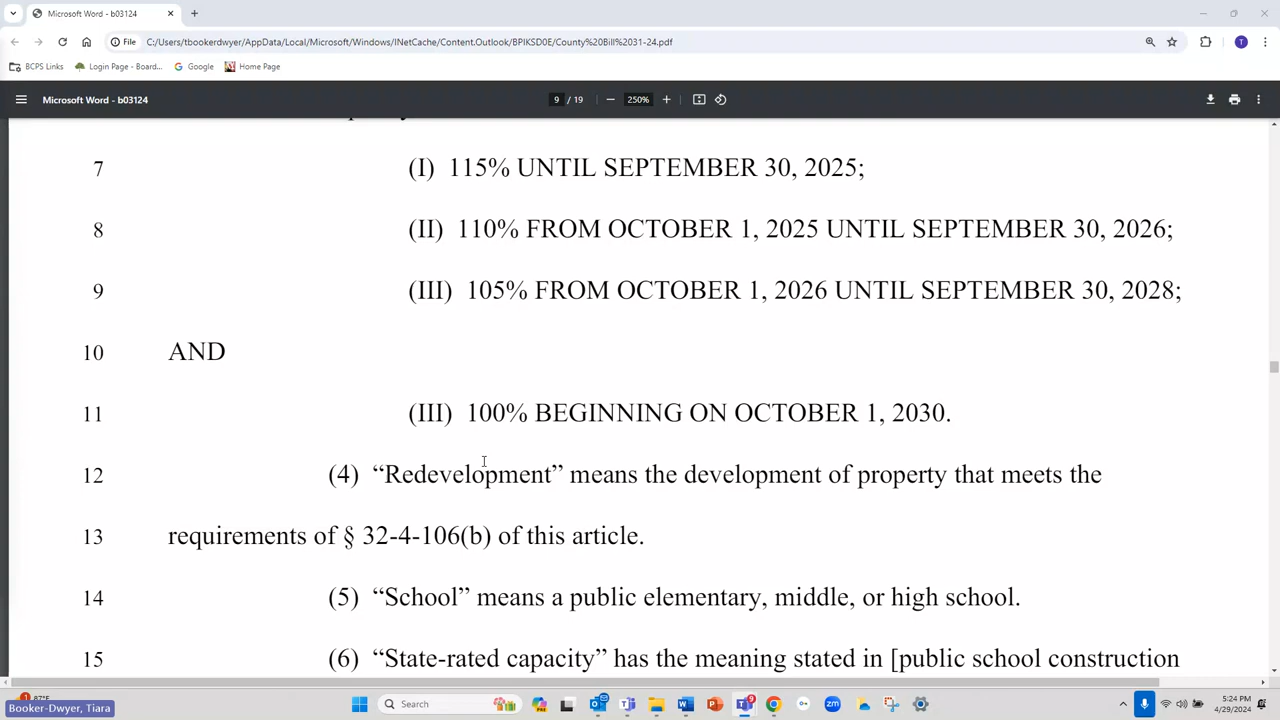 Microsoft Word - b03124
File C:/Users/tbookerdwyer/AppData/Local/Microsoft/Windows/INetCache/Content.Outlook/BPIKSD0E/County%20Bill%2031-24.pdf
BCPS Links Login Page - Board... Google Home Page
Microsoft Word - b03124 9 / 19 250%
7 (I) 115% UNTIL SEPTEMBER 30, 2025;
8 (II) 110% FROM OCTOBER 1, 2025 UNTIL SEPTEMBER 30, 2026;
9 (III) 105% FROM OCTOBER 1, 2026 UNTIL SEPTEMBER 30, 2028;
10 AND
11 (III) 100% BEGINNING ON OCTOBER 1, 2030.
12 (4) “Redevelopment” means the development of property that meets the
13 requirements of § 32-4-106(b) of this article.
14 (5) “School” means a public elementary, middle, or high school.
15 (6) “State-rated capacity” has the meaning stated in [public school construction
87°F
Booker-Dwyer, Tiara
Search
5:24 PM
4/29/2024